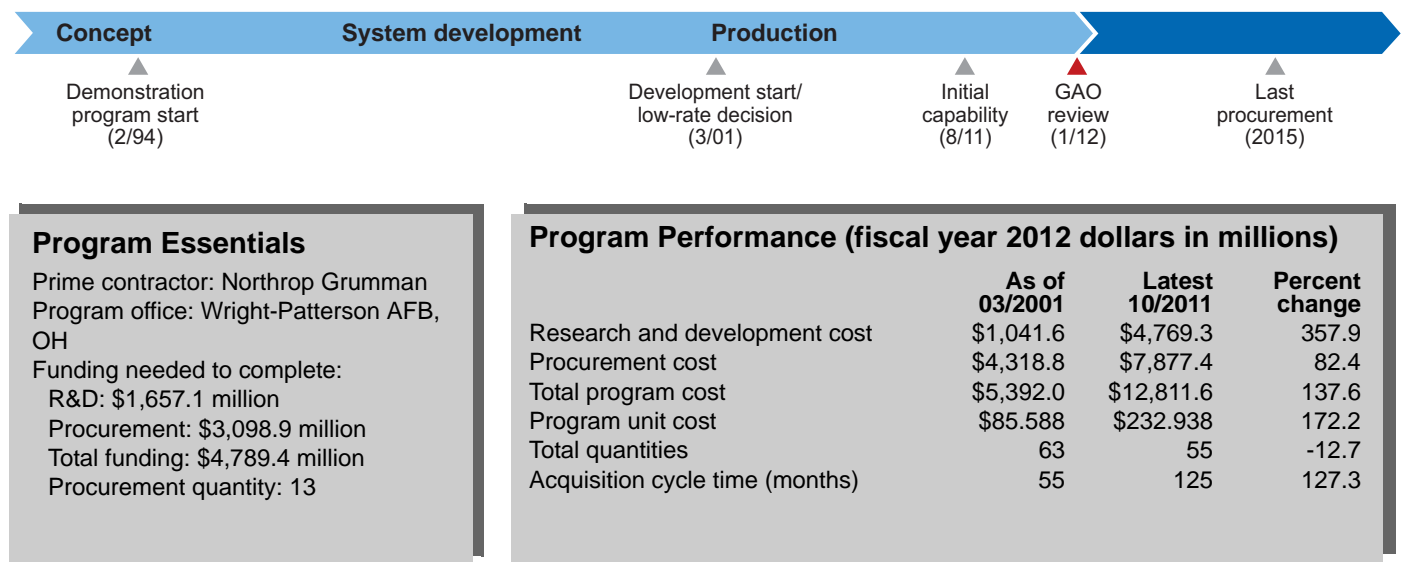 Concept System development Production
Demonstration program start (2/94)
Development start/ low-rate decision (3/01)
Initial capability (8/11)
GAO review (1/12)
Last procurement (2015)
Program Essentials
Prime contractor: Northrop Grumman
Program office: Wright-Patterson AFB,
OH
Funding needed to complete:
R&D: $1,657.1 million
Procurement: $3,098.9 million
Total funding: $4,789.4 million
Procurement quantity: 13
Program Performance (fiscal year 2012 dollars in millions)
As of 03/2001 Latest 10/2011 Percent change
Research and development cost $1,041.6 $4,769.3 357.9
Procurement cost $4,318.8 $7,877.4 82.4
Total program cost $5,392.0 $12,811.6 137.6
Program unit cost $85.588 $232.938 172.2
Total quantities 63 55 -12.7
Acquisition cycle time (months) 55 125 127.3